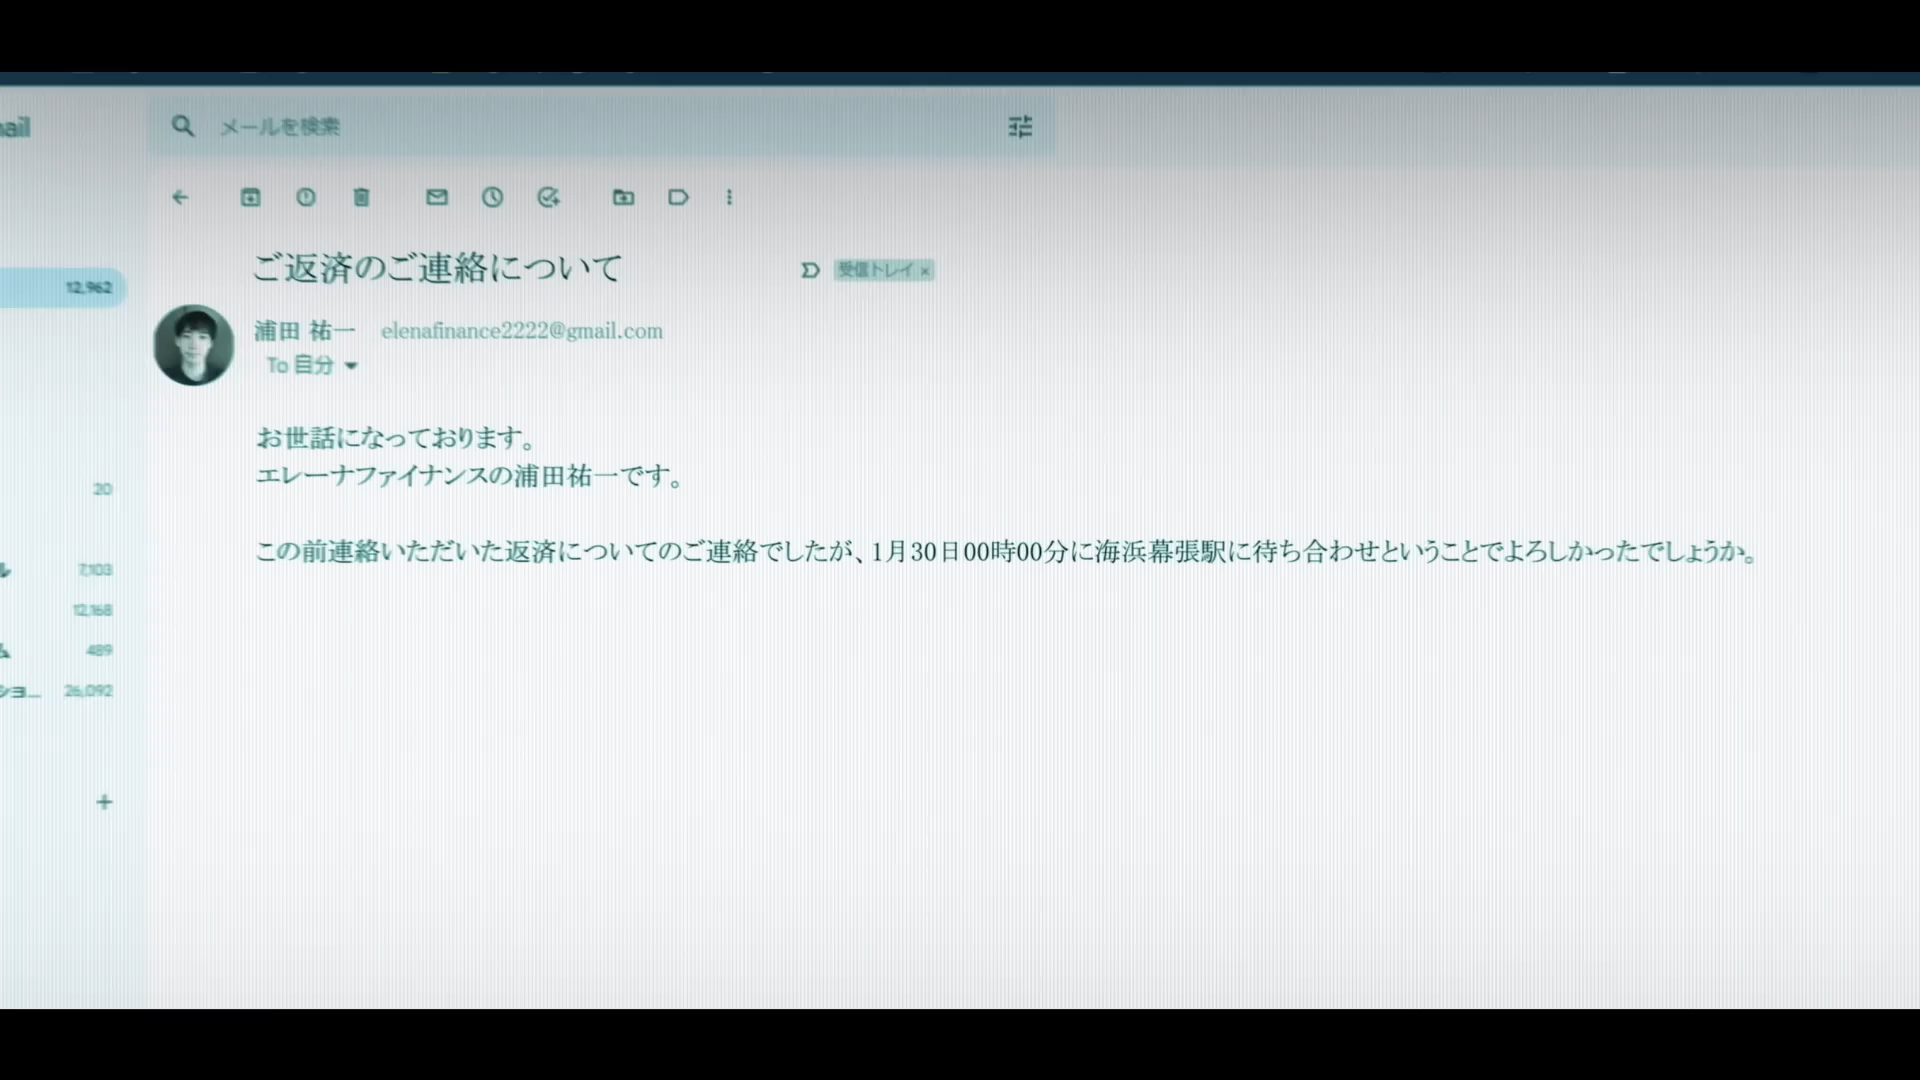 ail
メールを検索
12,962
ご返済のご連絡について
受信トレイ ×
浦田 祐一 elenafinance2222@gmail.com
To 自分
お世話になっております。
エレーナファイナンスの浦田祐一です。
20
この前連絡いただいた返済についてのご連絡でしたが、1月30日00時00分に海浜幕張駅に待ち合わせということでよろしかったでしょうか。
ル 7,103
12,168
ム 489
ショ... 26,092